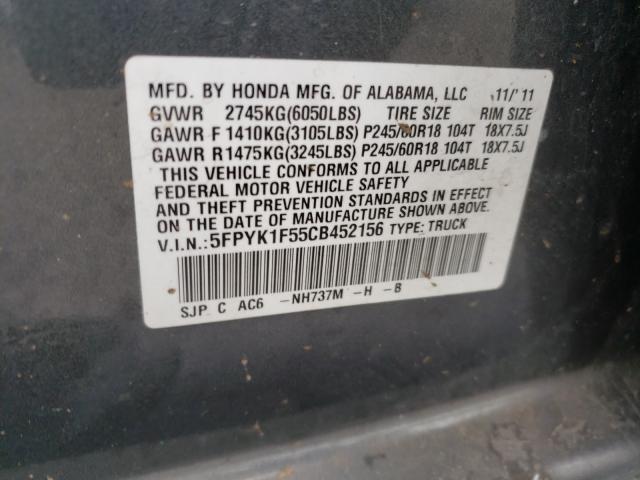 MFD. BY HONDA MFG. OF ALABAMA, LLC 11/'11
GVWR 2745KG(6050LBS) TIRE SIZE RIM SIZE
GAWR F1410KG(3105LBS) P245/60R18 104T 18X7.5J
GAWR R1475KG(3245LBS) P245/60R18 104T 18X7.5J
THIS VEHICLE CONFORMS TO ALL APPLICABLE
FEDERAL MOTOR VEHICLE SAFETY
AND THEFT PREVENTION STANDARDS IN EFFECT
ON THE DATE OF MANUFACTURE SHOWN ABOVE.
V.I.N.:5FPYK1F55CB452156 TYPE: TRUCK
SJP C AC6 -NH737M -H -B